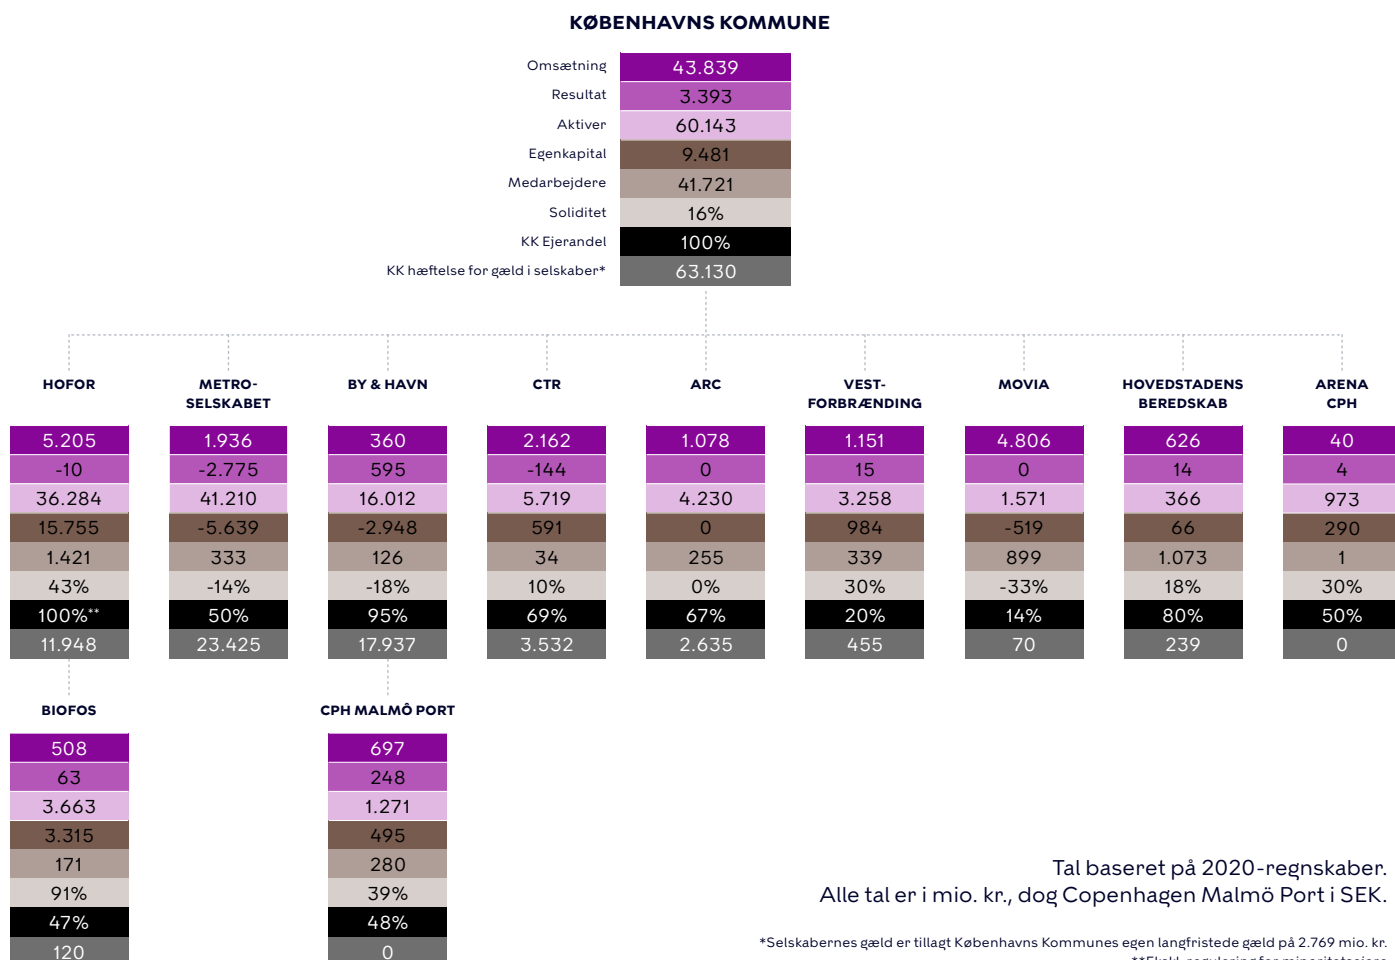 KØBENHAVNS KOMMUNE
Omsætning 43.839
Resultat 3.393
Aktiver 60.143
Egenkapital 9.481
Medarbejdere 41.721
Soliditet 16%
KK Ejerandel 100%
KK hæftelse for gæld i selskaber* 63.130
HOFOR METRO- BY & HAVN CTR ARC VEST- MOVIA HOVEDSTADENS ARENA
SELSKABET FORBRÆNDING BEREDSKAB CPH
5.205 1.936 360 2.162 1.078 1.151 4.806 626 40
-10 -2.775 595 -144 0 15 0 14 4
36.284 41.210 16.012 5.719 4.230 3.258 1.571 366 973
15.755 -5.639 -2.948 591 0 984 -519 66 290
1.421 333 126 34 255 339 899 1.073 1
43% -14% -18% 10% 0% 30% -33% 18% 30%
100%** 50% 95% 69% 67% 20% 14% 80% 50%
11.948 23.425 17.937 3.532 2.635 455 70 239 0
BIOFOS CPH MALMÖ PORT
508 697
63 248
3.663 1.271
3.315 495
171 280
91% 39%
47% 48%
120 0
Tal baseret på 2020-regnskaber.
Alle tal er i mio. kr., dog Copenhagen Malmö Port i SEK.
*Selskabernes gæld er tillagt Københavns Kommunes egen langfristede gæld på 2.769 mio. kr.